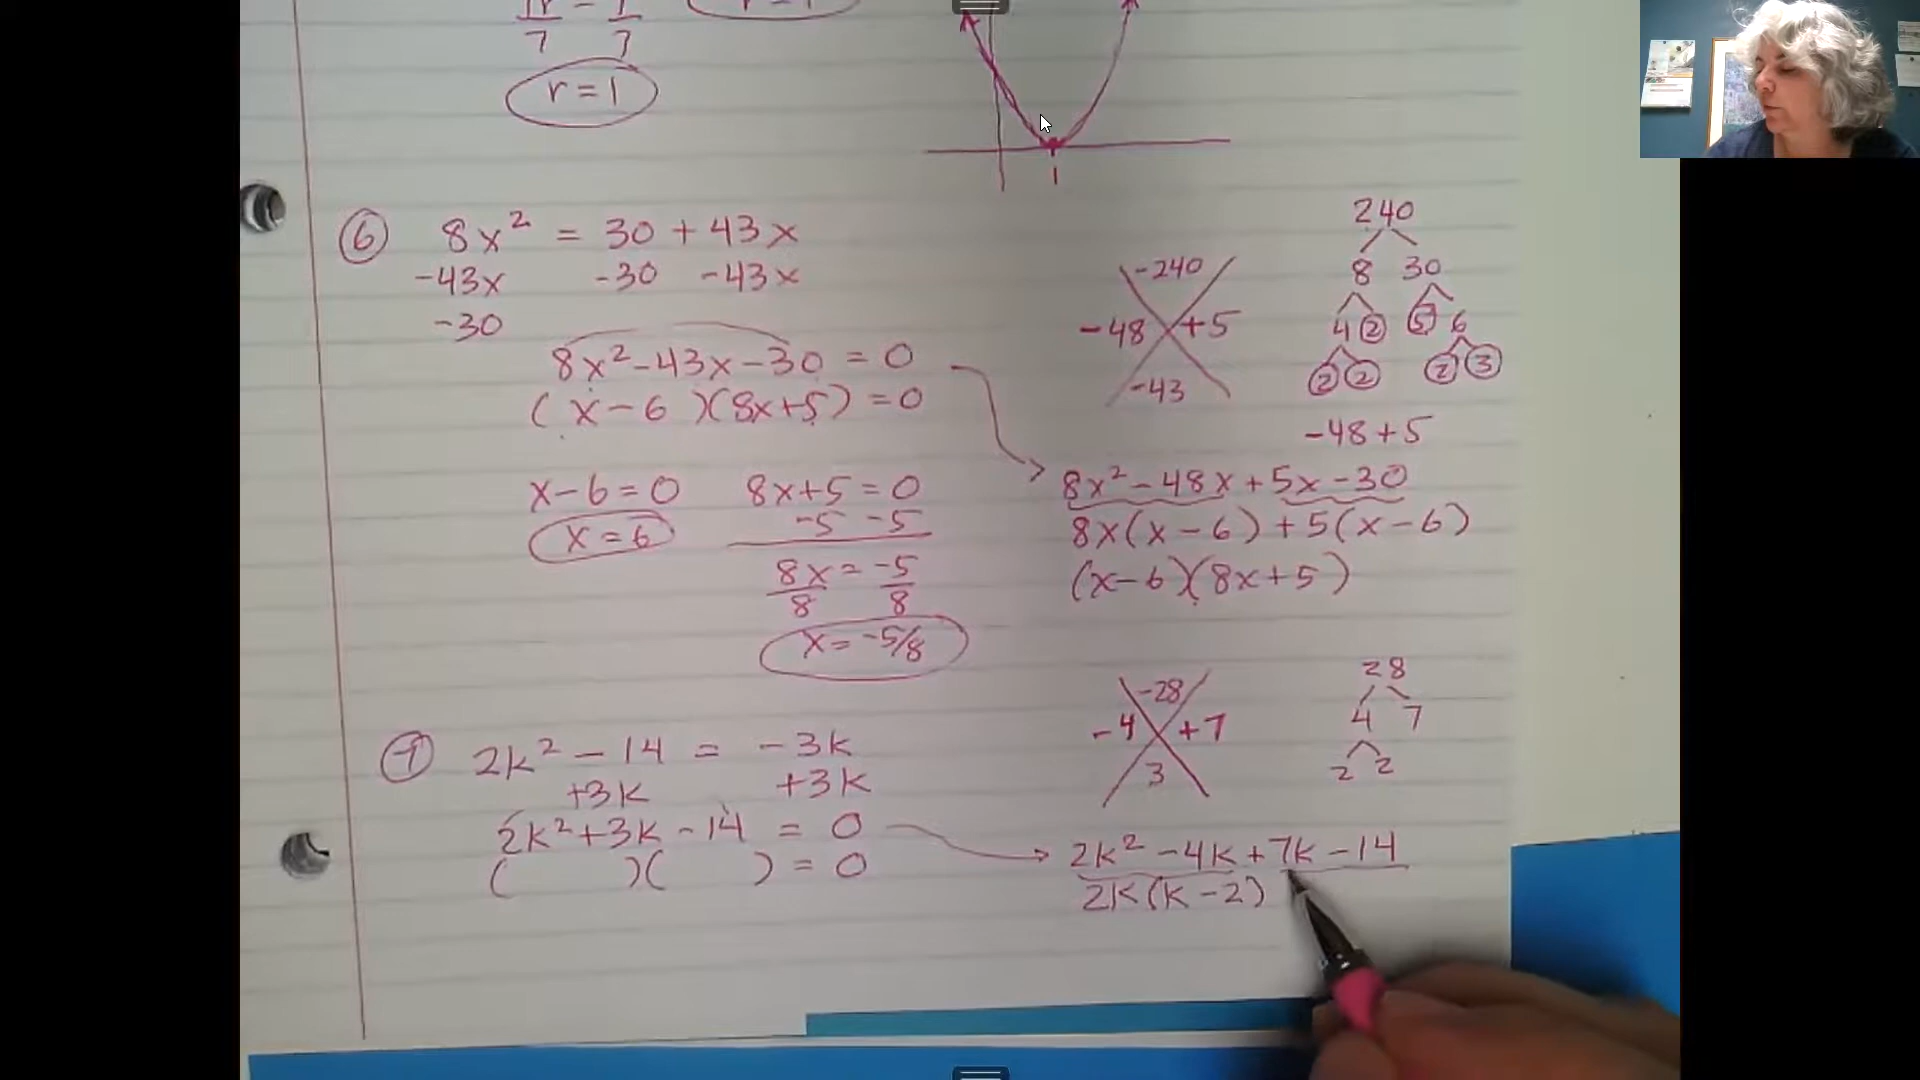 7 7
r = 1
1
⑥ 8x² = 30 + 43x
-43x -30 -43x
-30
8x² - 43x - 30 = 0
( x - 6 )(8x+5) = 0
x - 6 = 0 8x+5 = 0
-5 -5
x = 6
8x = -5
8 8
x = -5/8
-240
-48 +5
-43
240
8 30
4 2 5 6
2 2 2 3
-48 + 5
8x² - 48x + 5x - 30
8x(x - 6) + 5(x - 6)
(x - 6)(8x + 5)
⑦ 2k² - 14 = -3k
+3k +3k
2k² + 3k - 14 = 0
( )( ) = 0
-28
-4 +7
3
28
4 7
2 2
2k² - 4k + 7k - 14
2k(k - 2)